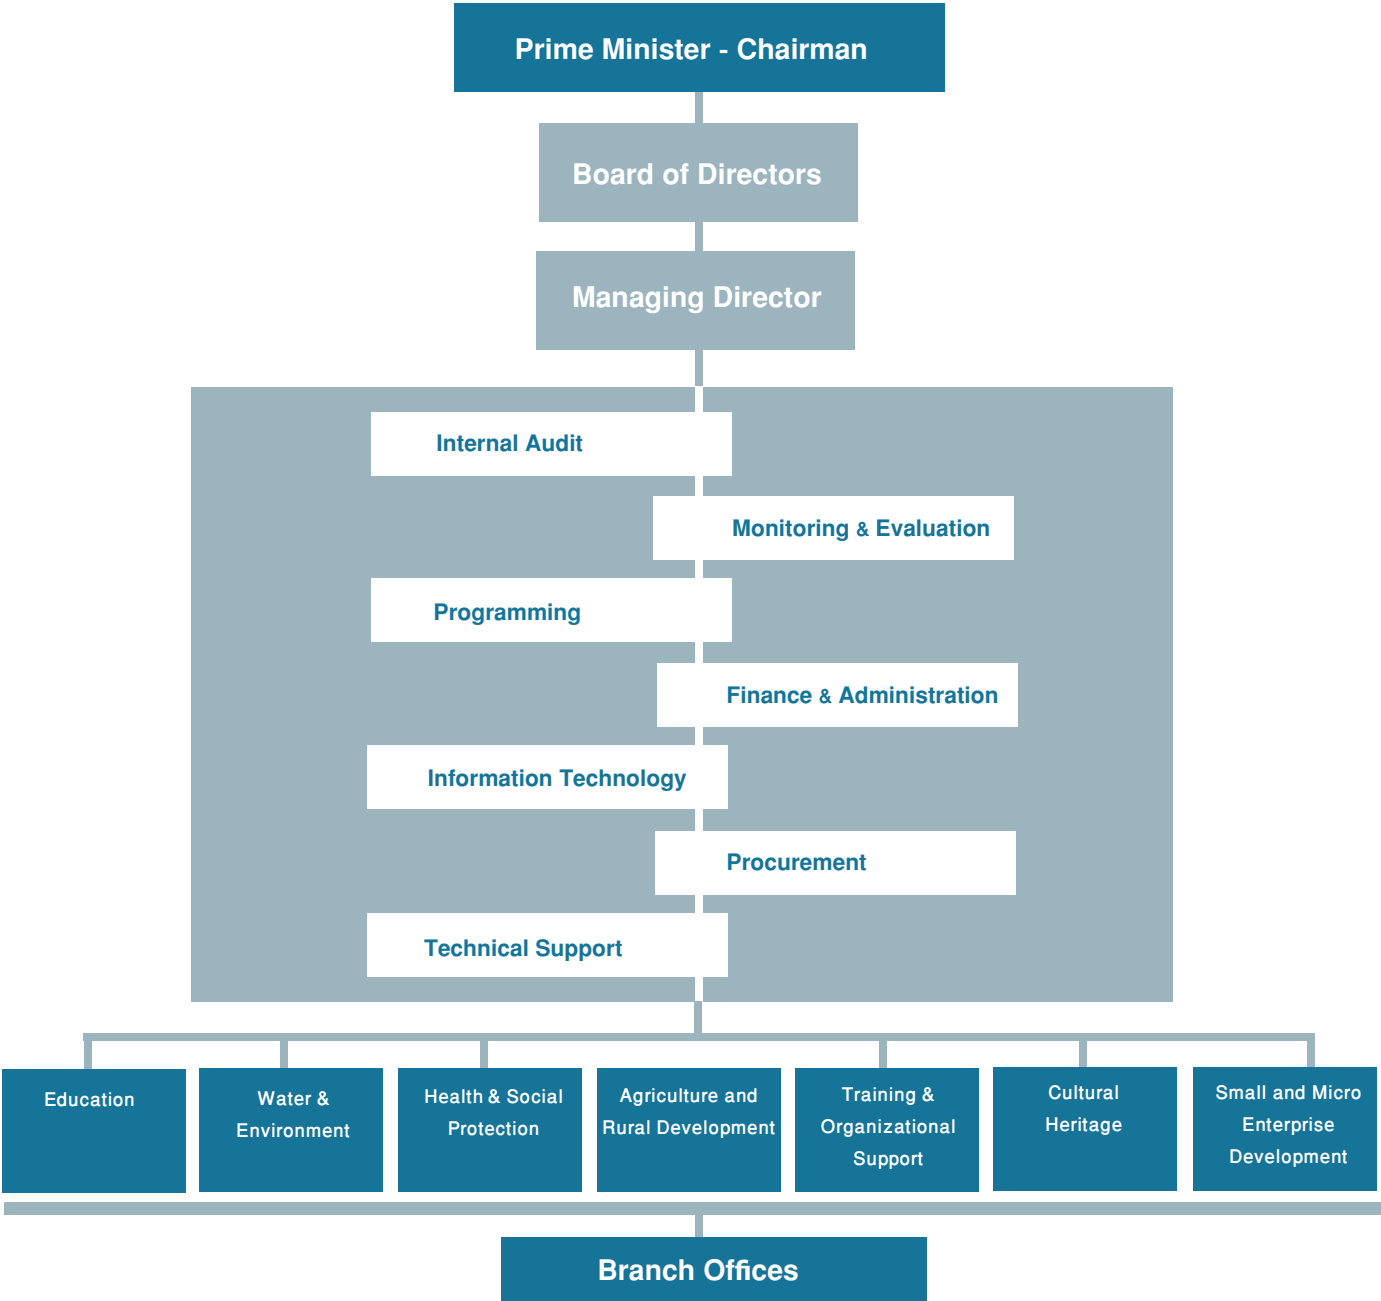 Prime Minister - Chairman
Board of Directors
Managing Director
Internal Audit
Monitoring & Evaluation
Programming
Finance & Administration
Information Technology
Procurement
Technical Support
Education
Water &
Environment
Health & Social
Protection
Agriculture and
Rural Development
Training &
Organizational
Support
Cultural
Heritage
Small and Micro
Enterprise
Development
Branch Offices